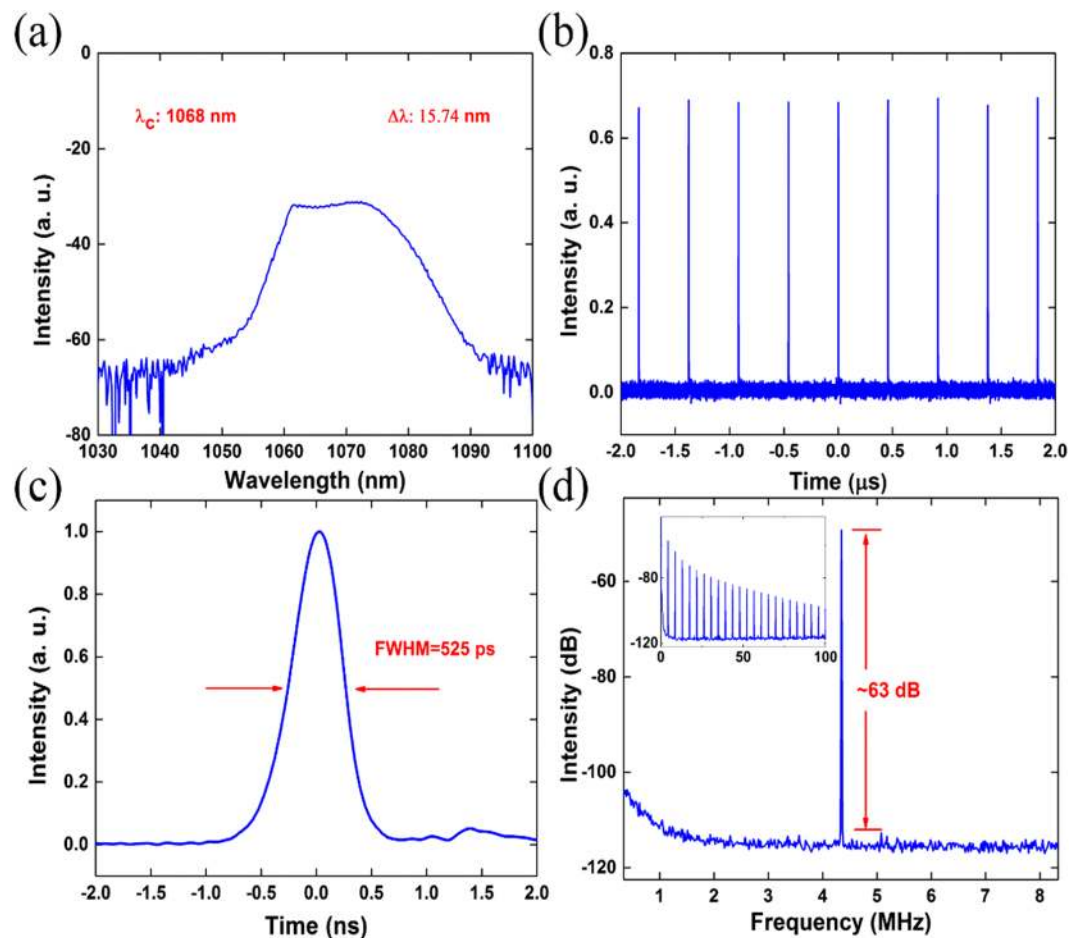 (a)
0
-20
-40
-60
-80
Intensity (a. u.)
λC: 1068 nm
Δλ: 15.74 nm
1030 1040 1050 1060 1070 1080 1090 1100
Wavelength (nm)
(b)
0.8
0.6
0.4
0.2
0.0
Intensity (a. u.)
-2.0 -1.5 -1.0 -0.5 0.0 0.5 1.0 1.5 2.0
Time (μs)
(c)
1.0
0.8
0.6
0.4
0.2
0.0
Intensity (a. u.)
FWHM=525 ps
-2.0 -1.5 -1.0 -0.5 0.0 0.5 1.0 1.5 2.0
Time (ns)
(d)
-60
-80
-100
-120
Intensity (dB)
-80
-120
0 50 100
~63 dB
1 2 3 4 5 6 7 8
Frequency (MHz)